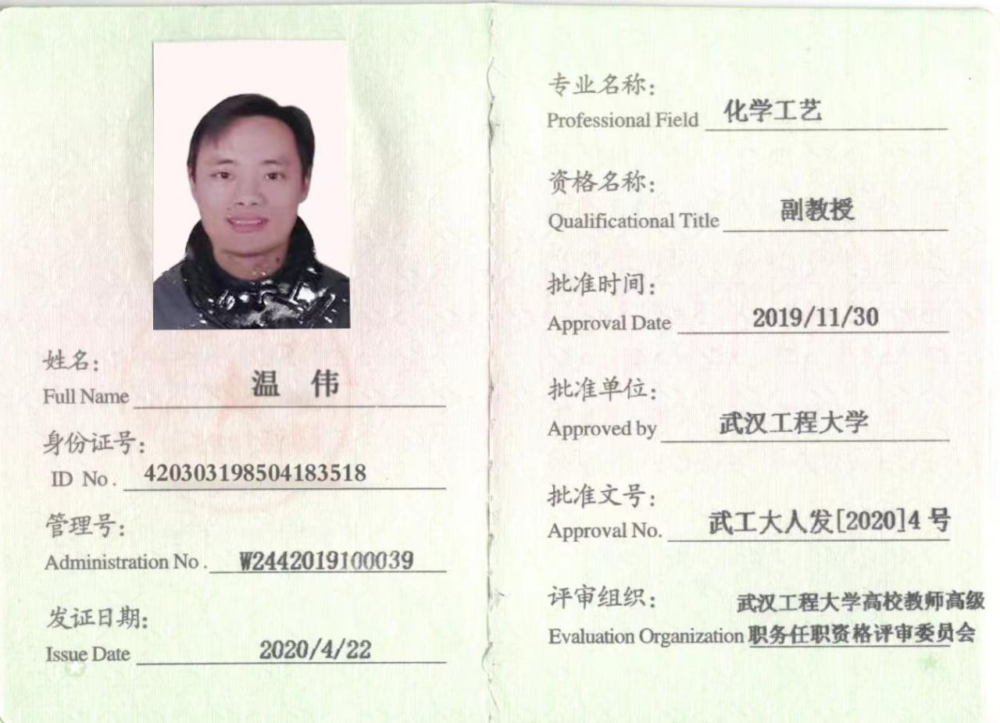 姓名：
Full Name 温 伟
身份证号：
ID No. 420303198504183518
管理号：
Administration No. W2442019100039
发证日期：
Issue Date 2020/4/22
专业名称：
Professional Field 化学工艺
资格名称：
Qualificational Title 副教授
批准时间：
Approval Date 2019/11/30
批准单位：
Approved by 武汉工程大学
批准文号：
Approval No. 武工大人发[2020]4 号
评审组织： 武汉工程大学高校教师高级
Evaluation Organization 职务任职资格评审委员会